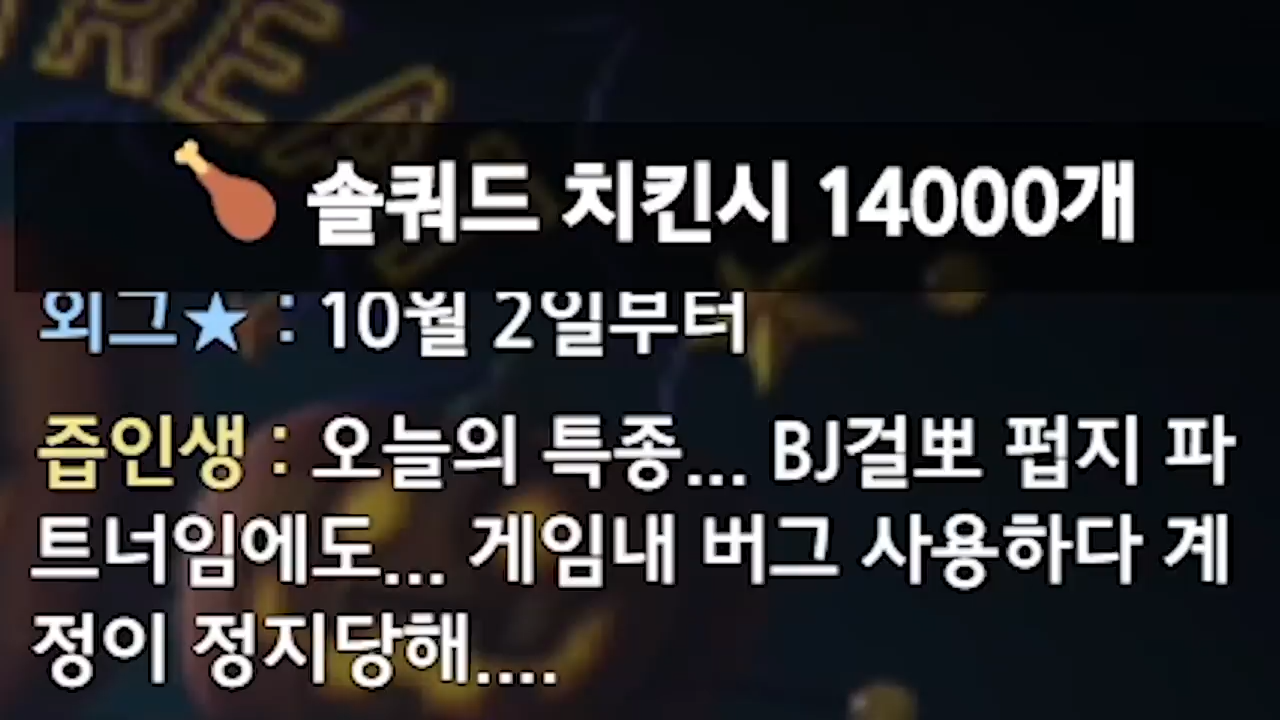 TREAT
🍗 솔쿼드 치킨시 14000개
외그★ : 10월 2일부터
즙인생 : 오늘의 특종... BJ걸뽀 펍지 파
트너임에도... 게임내 버그 사용하다 계
정이 정지당해....